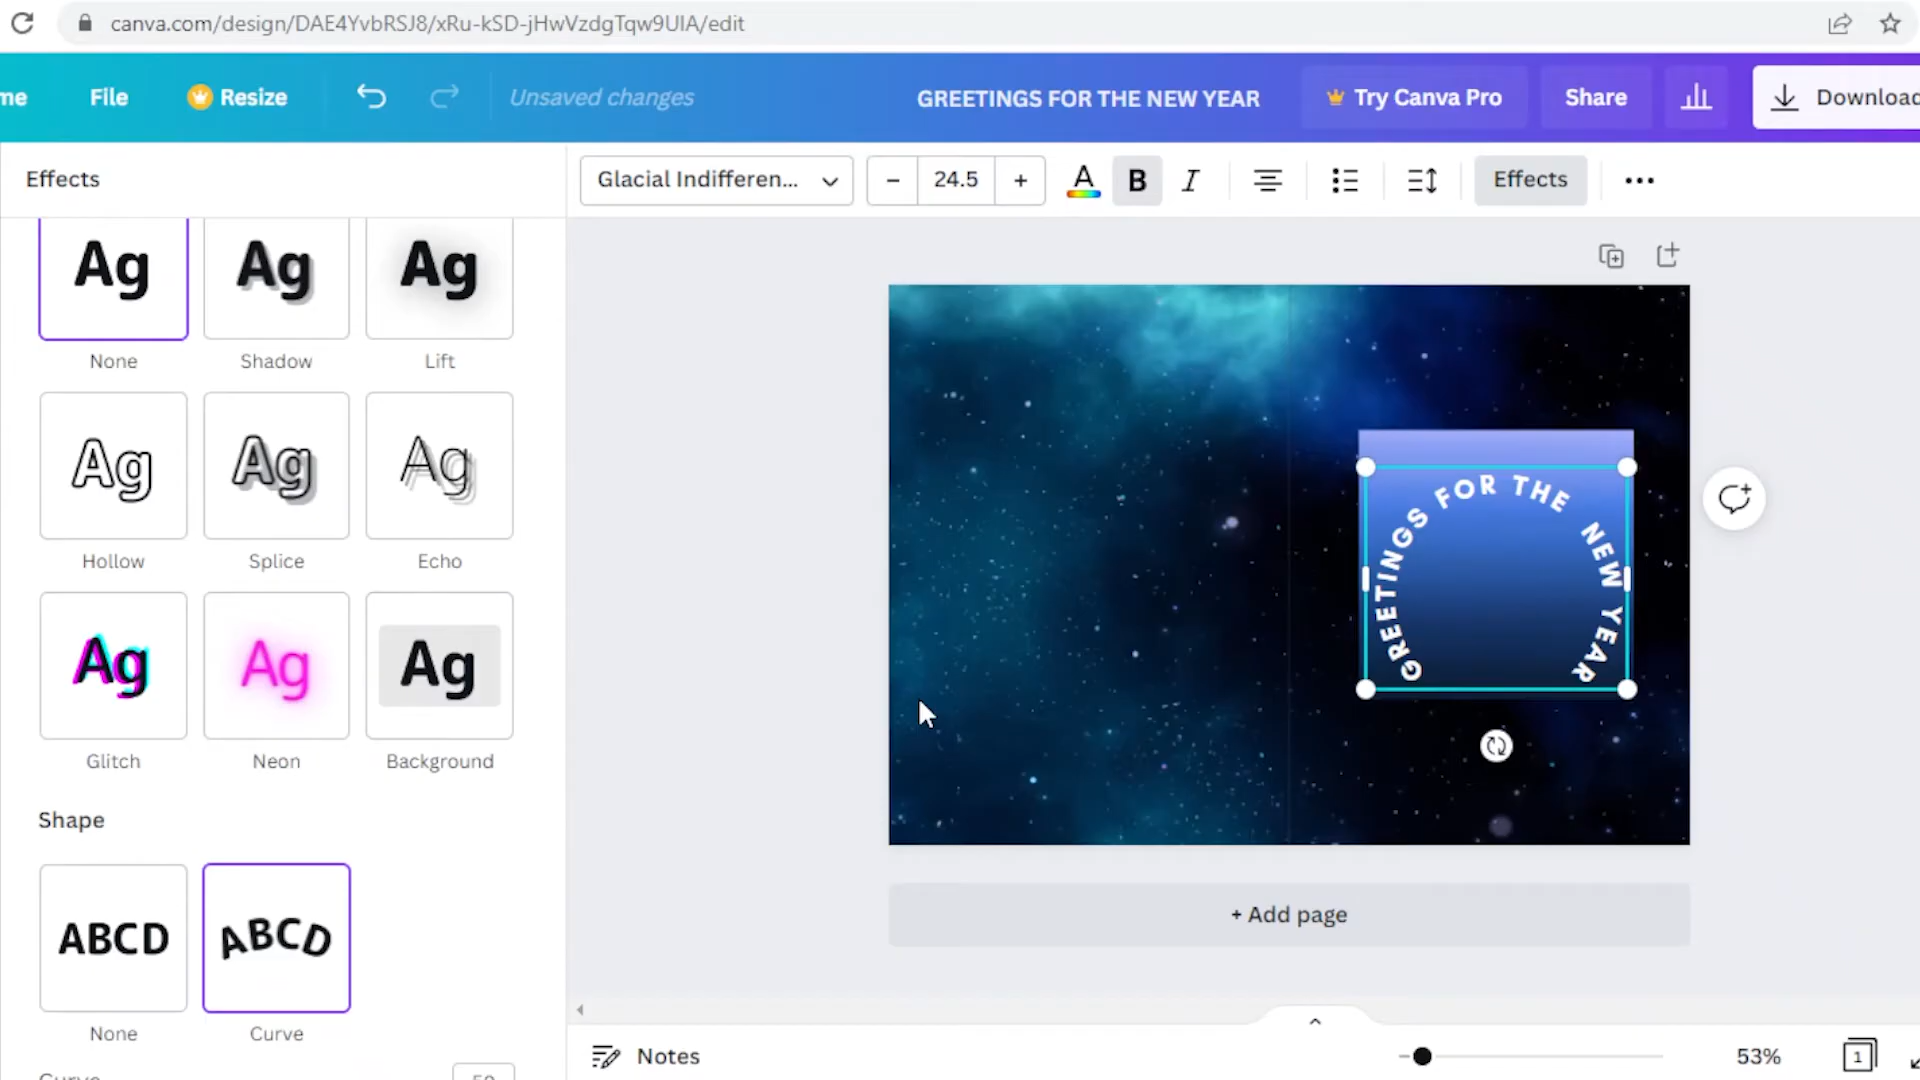 canva.com/design/DAE4YvbRSJ8/xRu-kSD-jHwVzdgTqw9UIA/edit
me File Resize Unsaved changes GREETINGS FOR THE NEW YEAR Try Canva Pro Share Download
Effects Glacial Indifferen... − 24.5 + A B I Effects
Ag Ag Ag
None Shadow Lift
Ag Ag Ag
Hollow Splice Echo
Ag Ag Ag
Glitch Neon Background
Shape
ABCD ABCD
None Curve
Curve 50
GREETINGS FOR THE NEW YEAR
+ Add page
Notes 53% 1